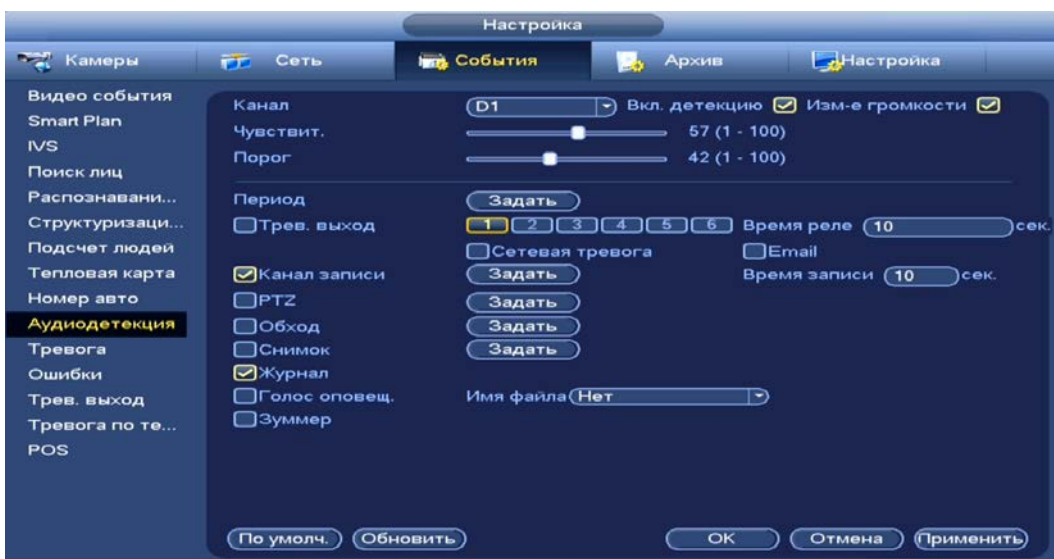 Настройка
Камеры Сеть События Архив Настройка
Видео события
Smart Plan
IVS
Поиск лиц
Распознавани...
Структуризаци...
Подсчет людей
Тепловая карта
Номер авто
Аудиодетекция
Тревога
Ошибки
Трев. выход
Тревога по те...
POS
Канал D1 Вкл. детекцию Изм-е громкости
Чувствит. 57 (1 - 100)
Порог 42 (1 - 100)
Период Задать
Трев. выход 1 2 3 4 5 6 Время реле 10 сек.
Сетевая тревога Email
Канал записи Задать Время записи 10 сек.
PTZ Задать
Обход Задать
Снимок Задать
Журнал
Голос оповещ. Имя файла Нет
Зуммер
По умолч. Обновить OK Отмена Применить